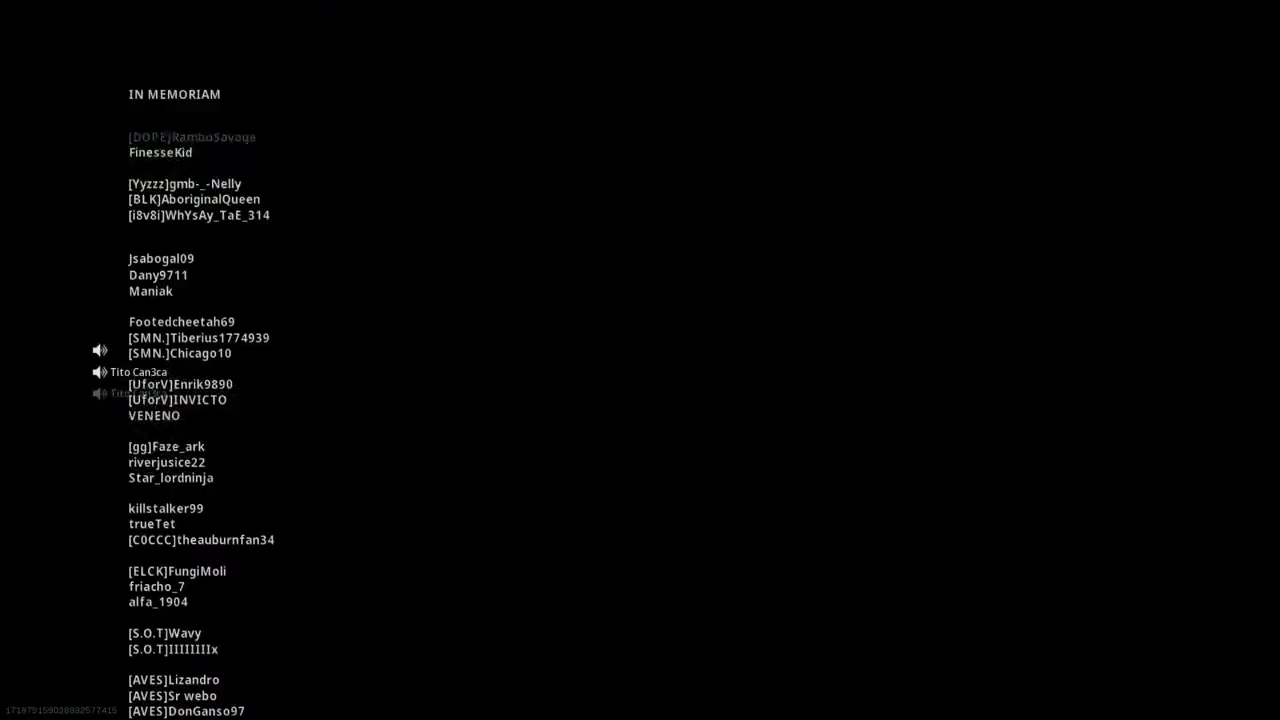 IN MEMORIAM
[DOPE]RamboSavage
FinesseKid
[Yyzzz]gmb-_-Nelly
[BLK]AboriginalQueen
[i8v8i]WhYsAy_TaE_314
Jsabogal09
Dany9711
Maniak
Footedcheetah69
[SMN.]Tiberius1774939
[SMN.]Chicago10
Tito Can3ca
[UforV]Enrik9890
[UforV]INVICTO
VENENO
[gg]Faze_ark
riverjusice22
Star_lordninja
killstalker99
trueTet
[C0CCC]theauburnfan34
[ELCK]FungiMoli
friacho_7
alfa_1904
[S.O.T]Wavy
[S.O.T]IIIIIIIIx
[AVES]Lizandro
[AVES]Sr webo
[AVES]DonGanso97